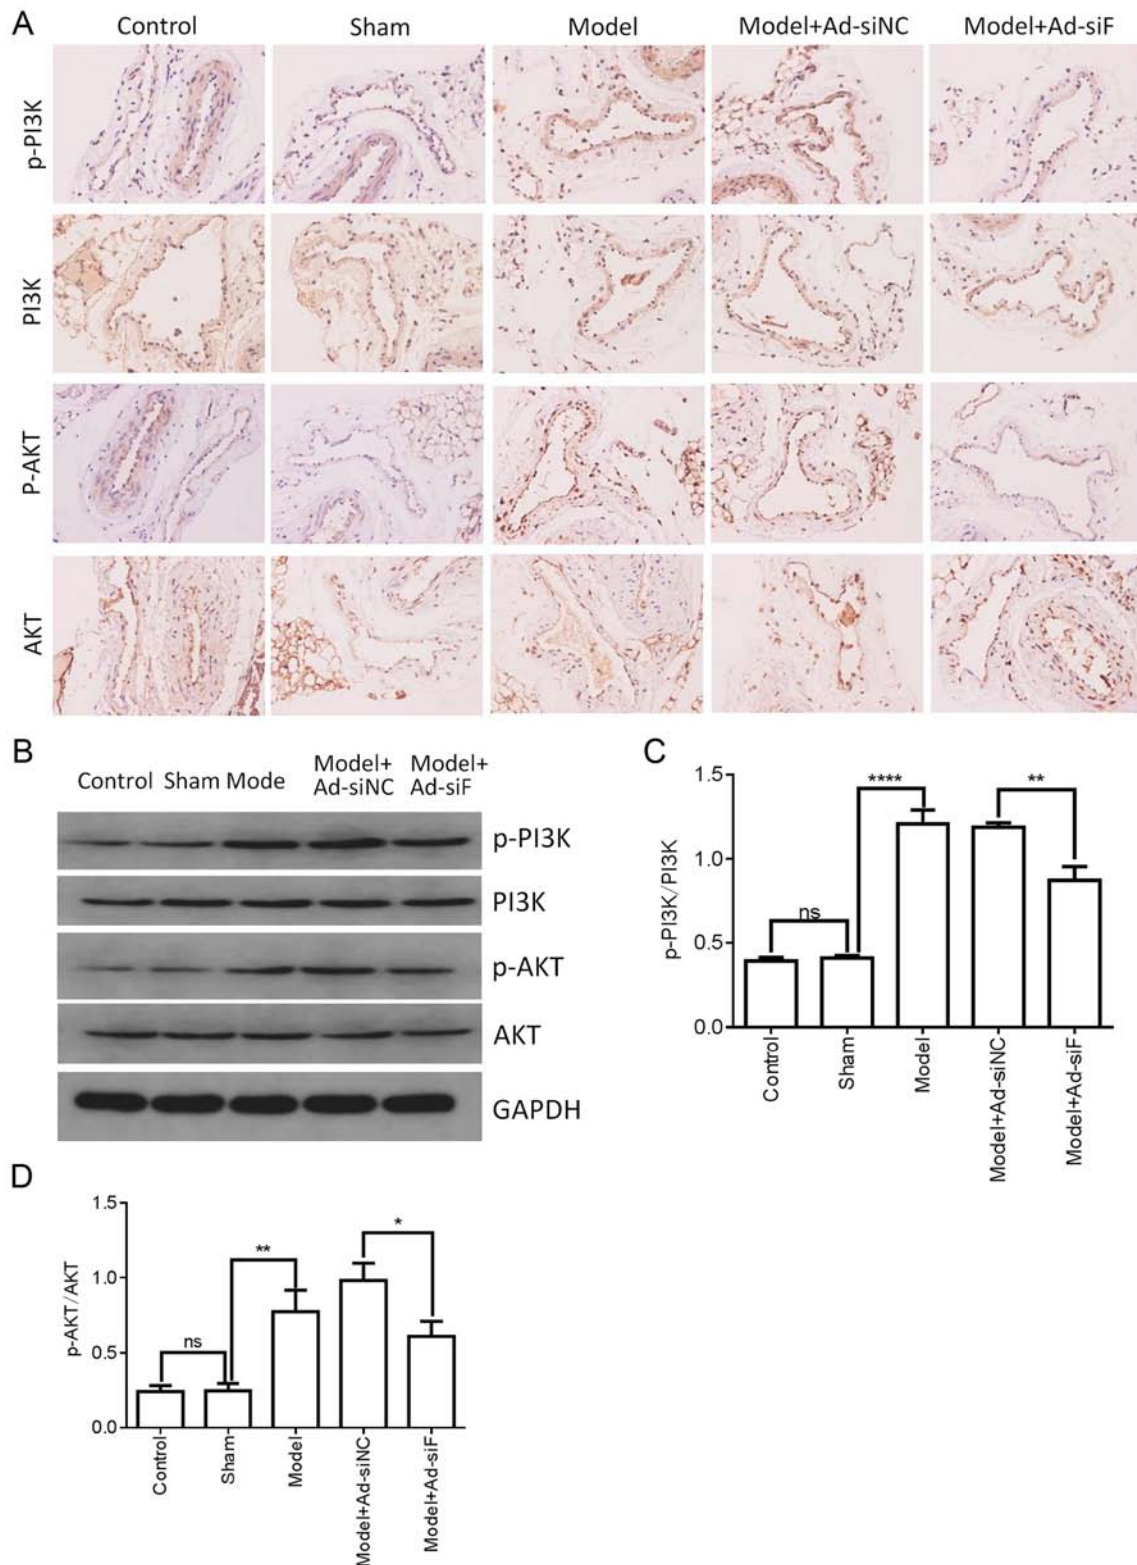 A
Control Sham Model Model+Ad-siNC Model+Ad-siF
p-PI3K
PI3K
P-AKT
AKT
B
Control Sham Mode Model+ Ad-siNC Model+ Ad-siF
p-PI3K
PI3K
p-AKT
AKT
GAPDH
C
p-PI3K/PI3K
1.5
1.0
0.5
0.0
ns
****
**
Control
Sham
Model
Model+Ad-siNC
Model+Ad-siF
D
p-AKT/AKT
1.5
1.0
0.5
0.0
ns
**
*
Control
Sham
Model
Model+Ad-siNC
Model+Ad-siF